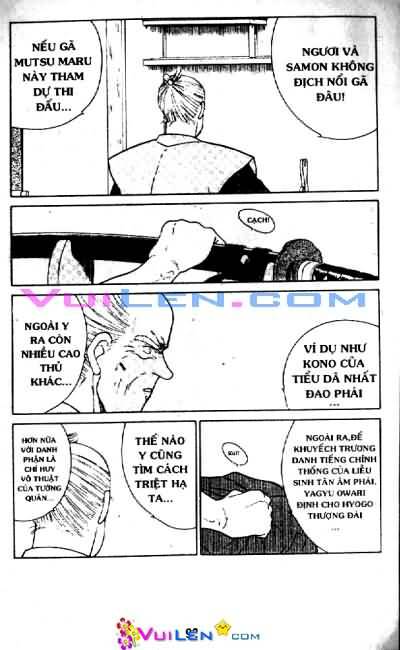 NGƯƠI VÀ
SAMON KHÔNG
ĐỊCH NỔI GÃ
ĐÂU!
NẾU GÃ
MUTSU MARU
NÀY THAM
DỰ THI
ĐẤU...
CẠCH!
VUILEN.COM
NGOÀI Y
RA CÒN
NHIỀU CAO
THỦ
KHÁC...
VÍ DỤ NHƯ
KONO CỦA
TIỂU DÃ NHẤT
ĐAO PHÁI
...
NGOÀI RA,ĐỂ
KHUYẾCH TRƯƠNG
DANH TIẾNG CHÍNH
THỐNG CỦA LIỄU
SINH TÂN ÂM PHÁI.
YAGYU OWARI
ĐỊNH CHO HYOGO
THƯỢNG ĐÀI
...
THẾ NÀO
Y CŨNG
TÌM CÁCH
TRIỆT HẠ
TA...
HƠN NỮA
VỚI DANH
PHẬN LÀ CHỈ
HUY VÕ THUẬT
CỦA TƯỚNG
QUÂN...
VUILEN.COM